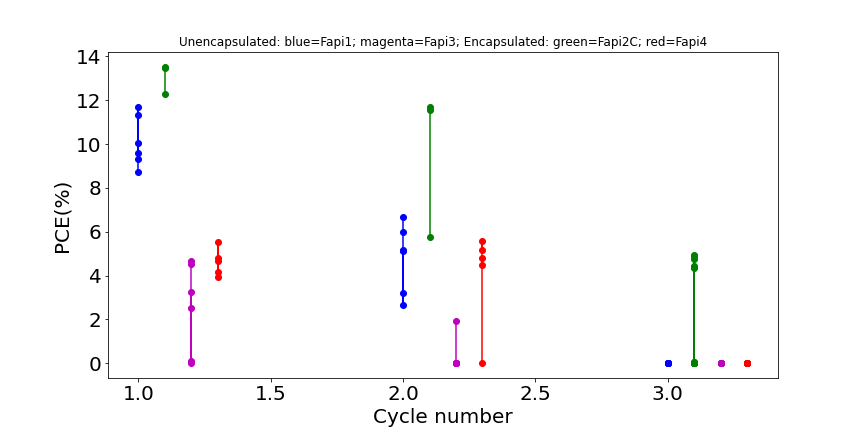 Unencapsulated: blue=Fapi1; magenta=Fapi3; Encapsulated: green=Fapi2C; red=Fapi4
14
12
10
8
6
4
2
0
PCE(%)
1.0 1.5 2.0 2.5 3.0
Cycle number